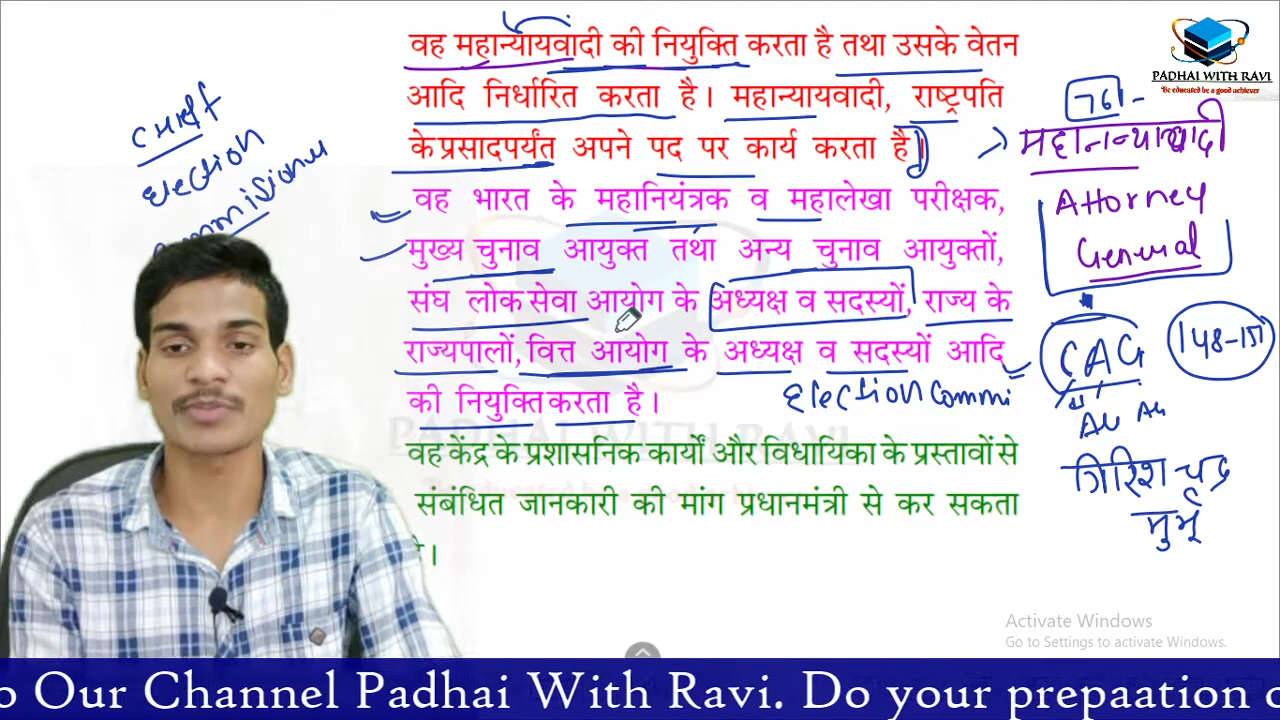 वह महान्यायवादी की नियुक्ति करता है तथा उसके वेतन
आदि निर्धारित करता है। महान्यायवादी, राष्ट्रपति
के प्रसादपर्यंत अपने पद पर कार्य करता है।
वह भारत के महानियंत्रक व महालेखा परीक्षक,
मुख्य चुनाव आयुक्त तथा अन्य चुनाव आयुक्तों,
संघ लोक सेवा आयोग के अध्यक्ष व सदस्यों, राज्य के
राज्यपालों, वित्त आयोग के अध्यक्ष व सदस्यों आदि
की नियुक्ति करता है।
वह केंद्र के प्रशासनिक कार्यों और विधायिका के प्रस्तावों से
संबंधित जानकारी की मांग प्रधानमंत्री से कर सकता
।
Election
Election Commi
PADHAI WITH RAVI
Be educated be a good achiever
76
Attorney
General
CAG
148-151
गिरिश चद्र
मुर्मू
PADHAI WITH RAVI
Activate Windows
Go to Settings to activate Windows.
o Our Channel Padhai With Ravi. Do your prepaation o